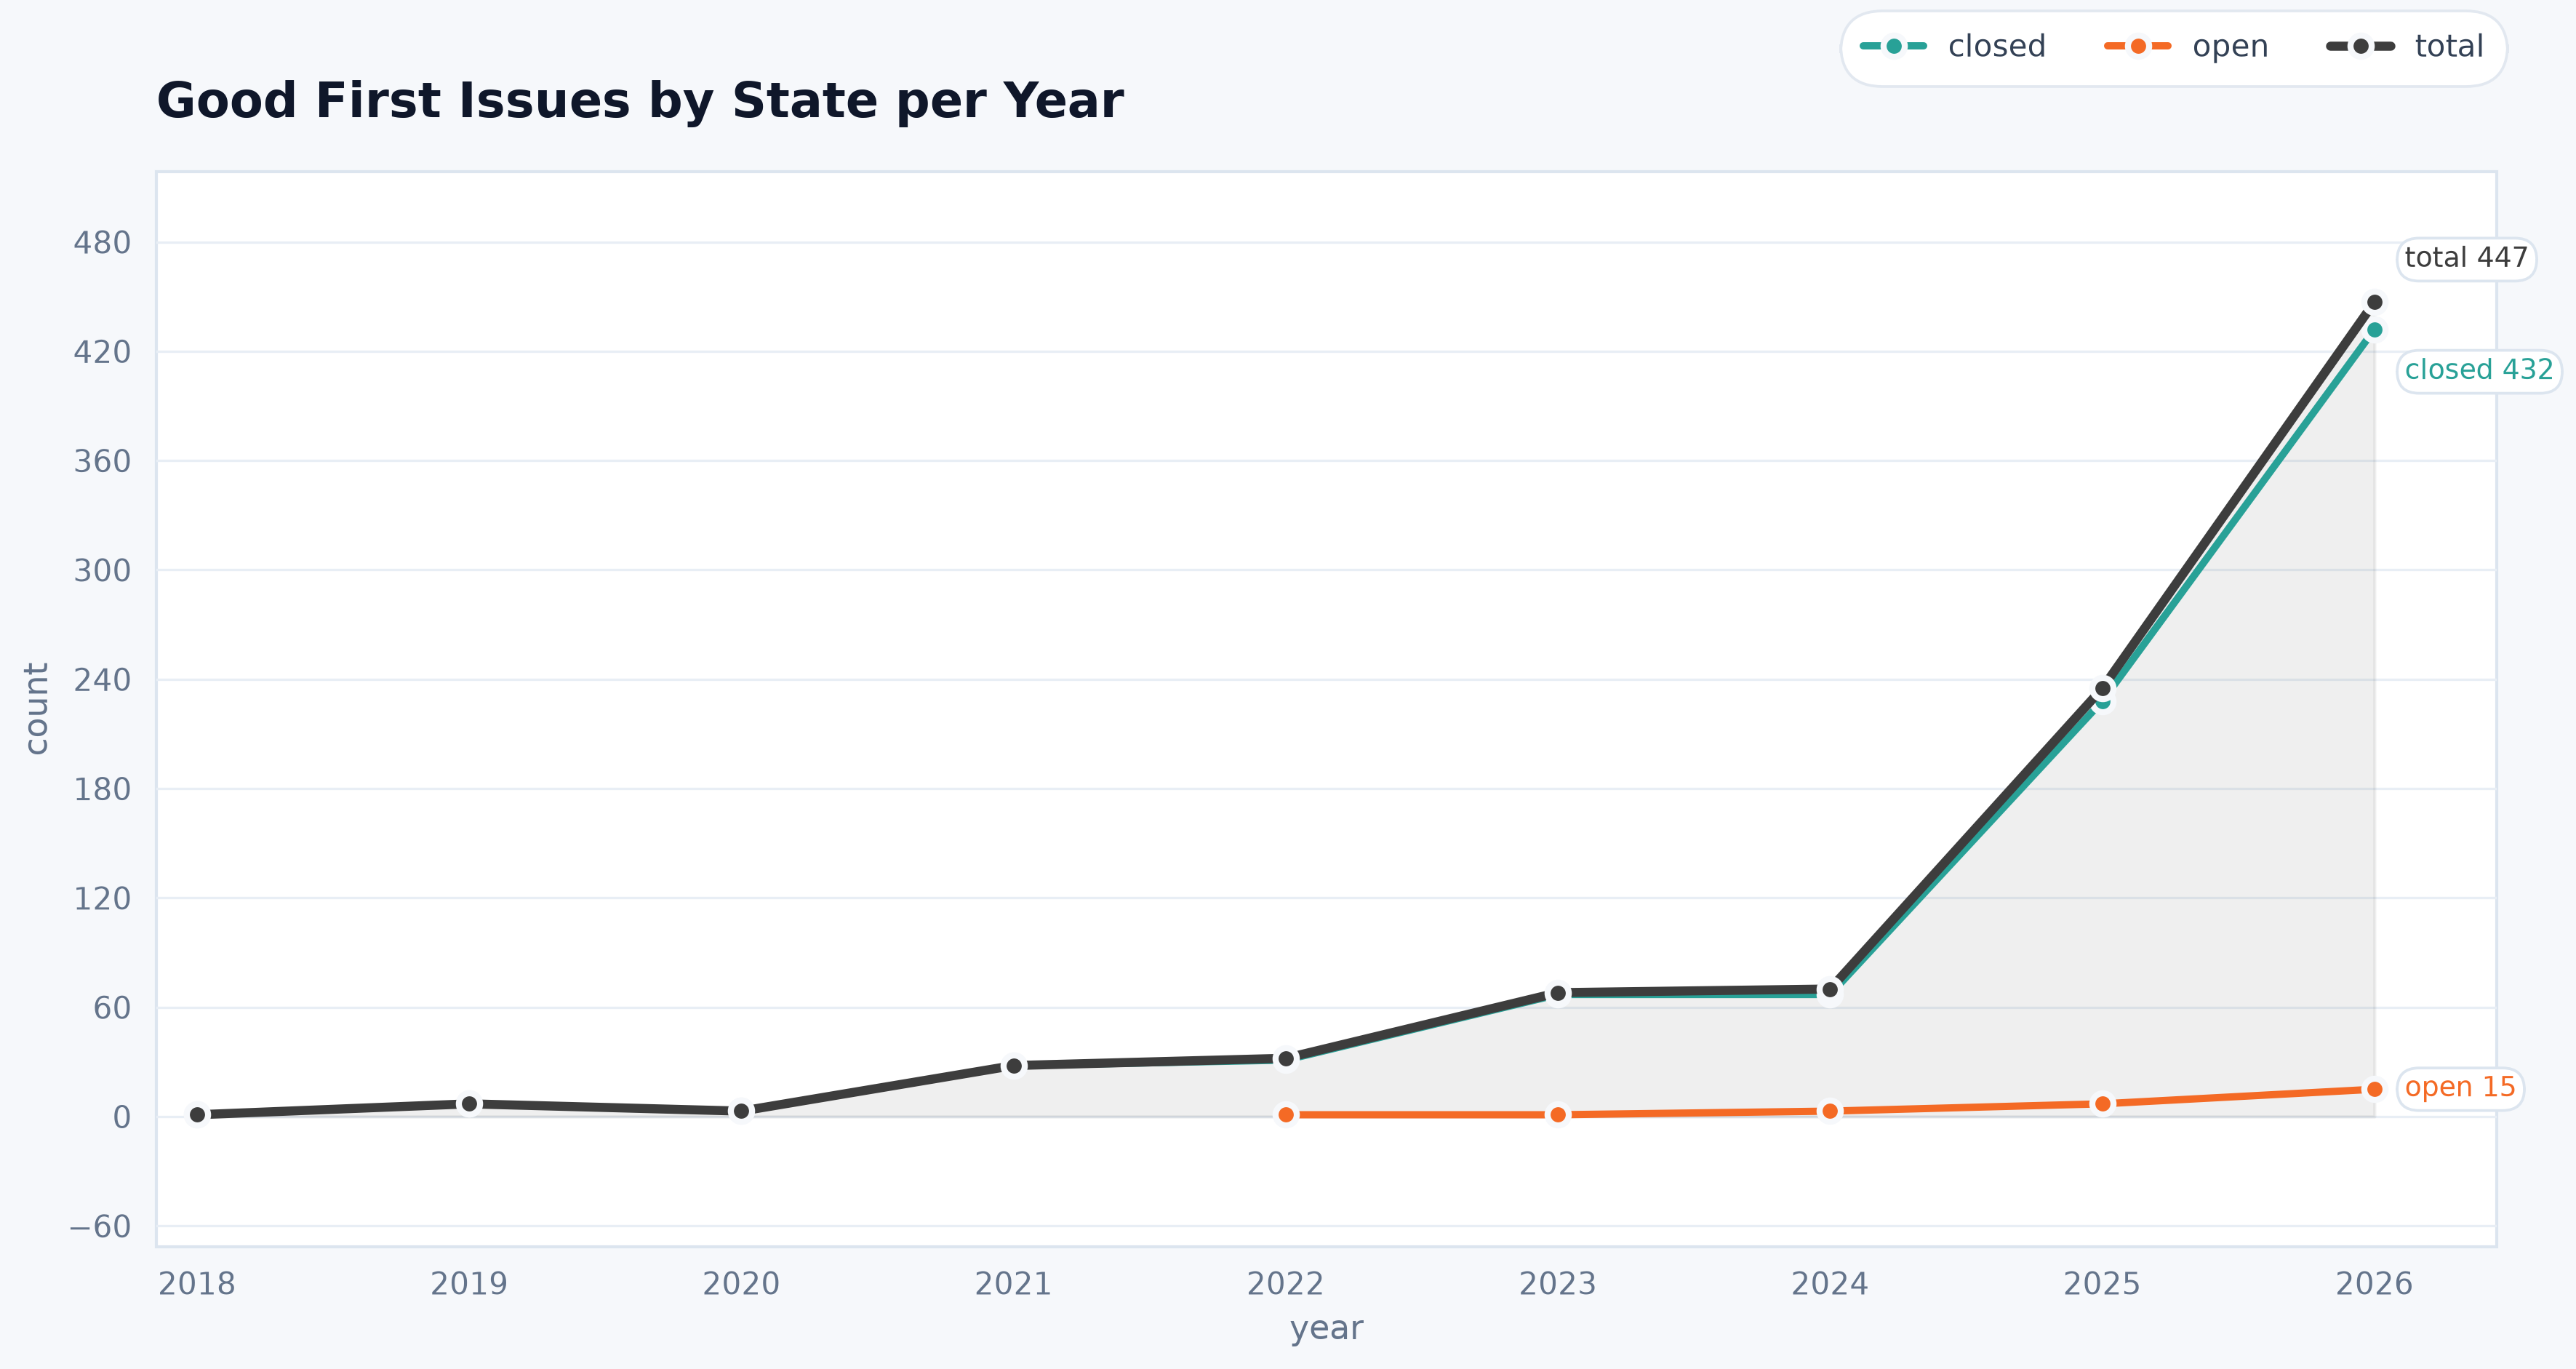 closed open total
Good First Issues by State per Year
480
420
360
300
240
180
120
60
0
−60
count
total 447
closed 432
open 15
2018 2019 2020 2021 2022 2023 2024 2025 2026
year